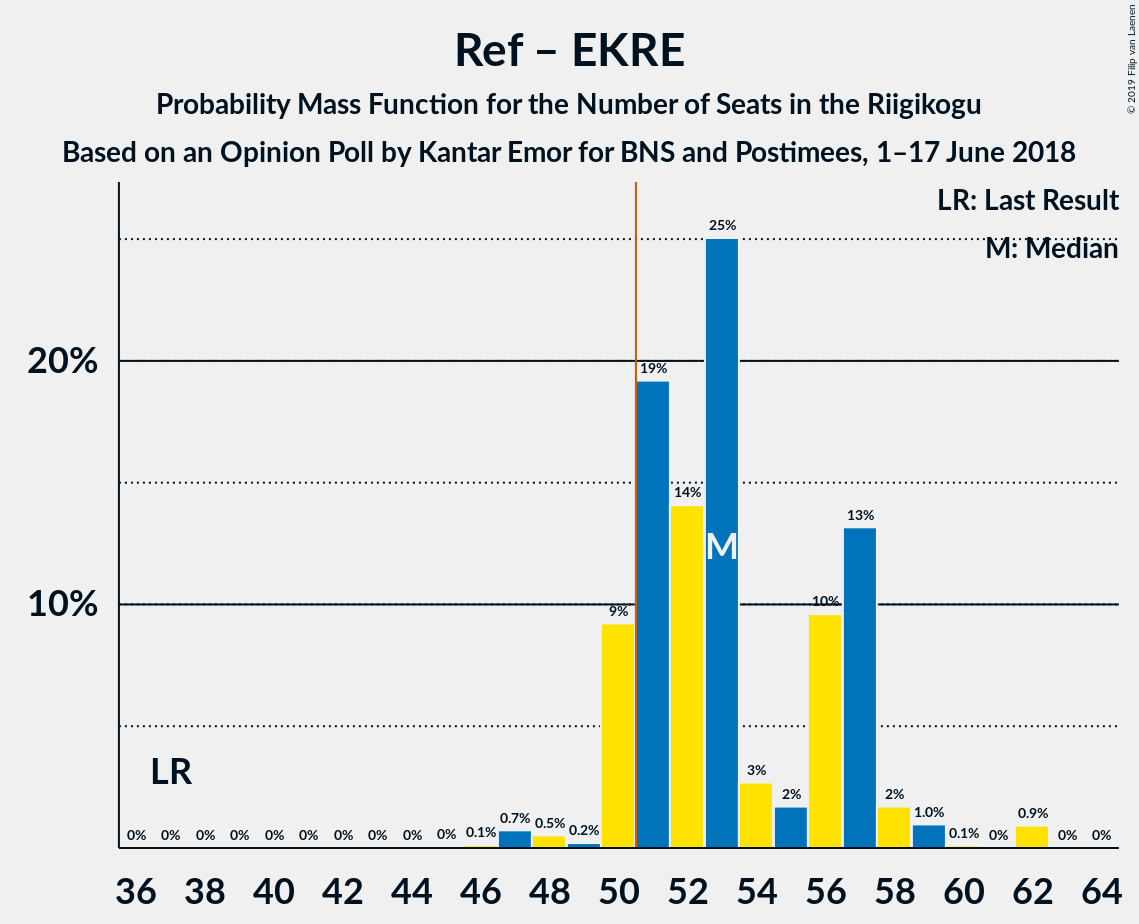 Ref – EKRE
Probability Mass Function for the Number of Seats in the Riigikogu
Based on an Opinion Poll by Kantar Emor for BNS and Postimees, 1–17 June 2018
© 2019 Filip van Laenen
LR: Last Result
M: Median
25%
20%
19%
14%
13%
M
10%
10%
9%
LR
3%
2%
2%
0% 0% 0% 0% 0% 0% 0% 0% 0% 0% 0.1% 0.7% 0.5% 0.2% 1.0% 0.1% 0% 0.9% 0% 0%
36 38 40 42 44 46 48 50 52 54 56 58 60 62 64